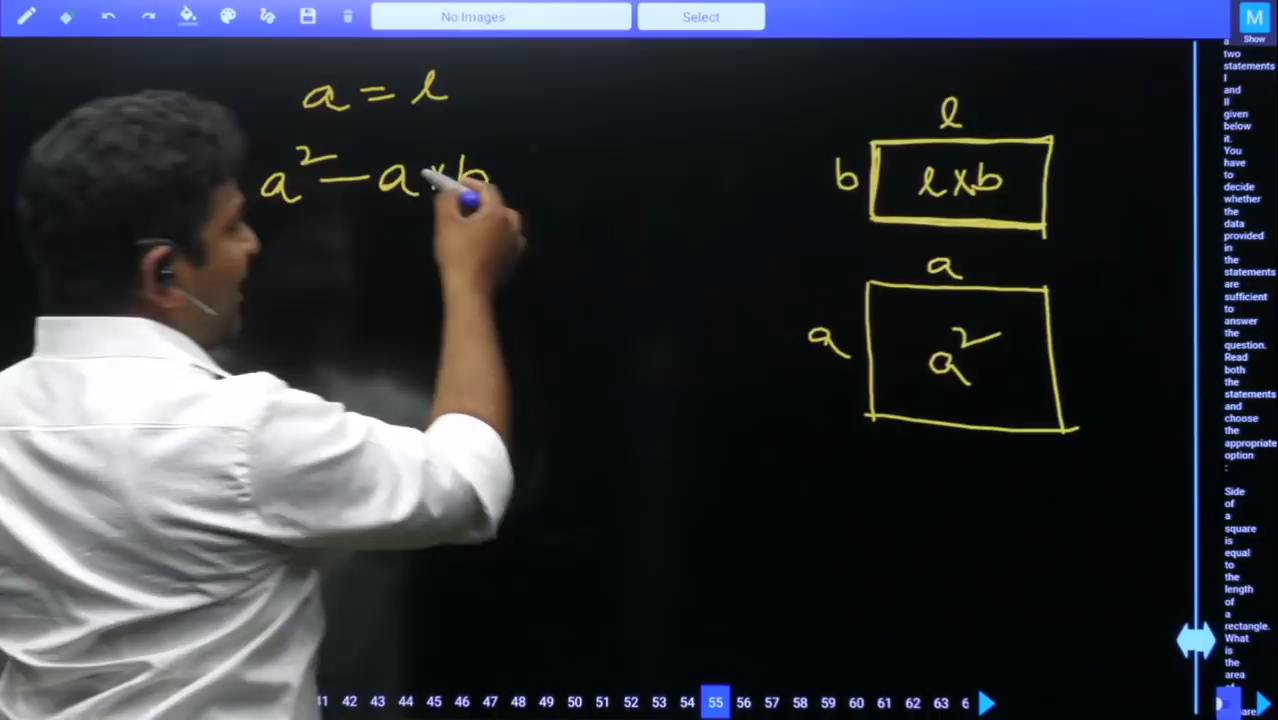 No Images
Select
M
Show
a = l
a² - a × b
l
b
l×b
a
a
a²
a
two
statements
I
and
II
given
below
it.
You
have
to
decide
whether
the
data
provided
in
the
statements
are
sufficient
to
answer
the
question.
Read
both
the
statements
and
choose
the
appropriate
option
:
Side
of
a
square
is
equal
to
the
length
of
a
rectangle.
What
is
the
area
of
42 43 44 45 46 47 48 49 50 51 52 53 54 55 56 57 58 59 60 61 62 63